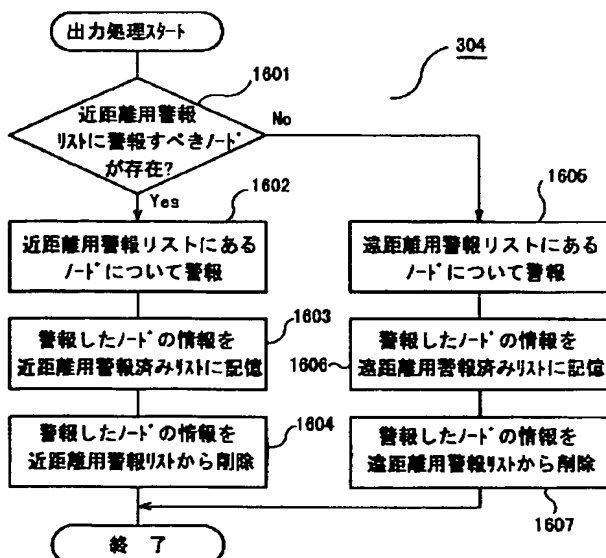 出力処理スタート
304
1601
近距離用警報
リストに警報すべきノード
が存在?
No
Yes
1602
近距離用警報リストにある
ノードについて警報
1605
遠距離用警報リストにある
ノードについて警報
1603
警報したノードの情報を
近距離用警報済みリストに記憶
1606
警報したノードの情報を
遠距離用警報済みリストに記憶
1604
警報したノードの情報を
近距離用警報リストから削除
警報したノードの情報を
遠距離用警報リストから削除
1607
終了